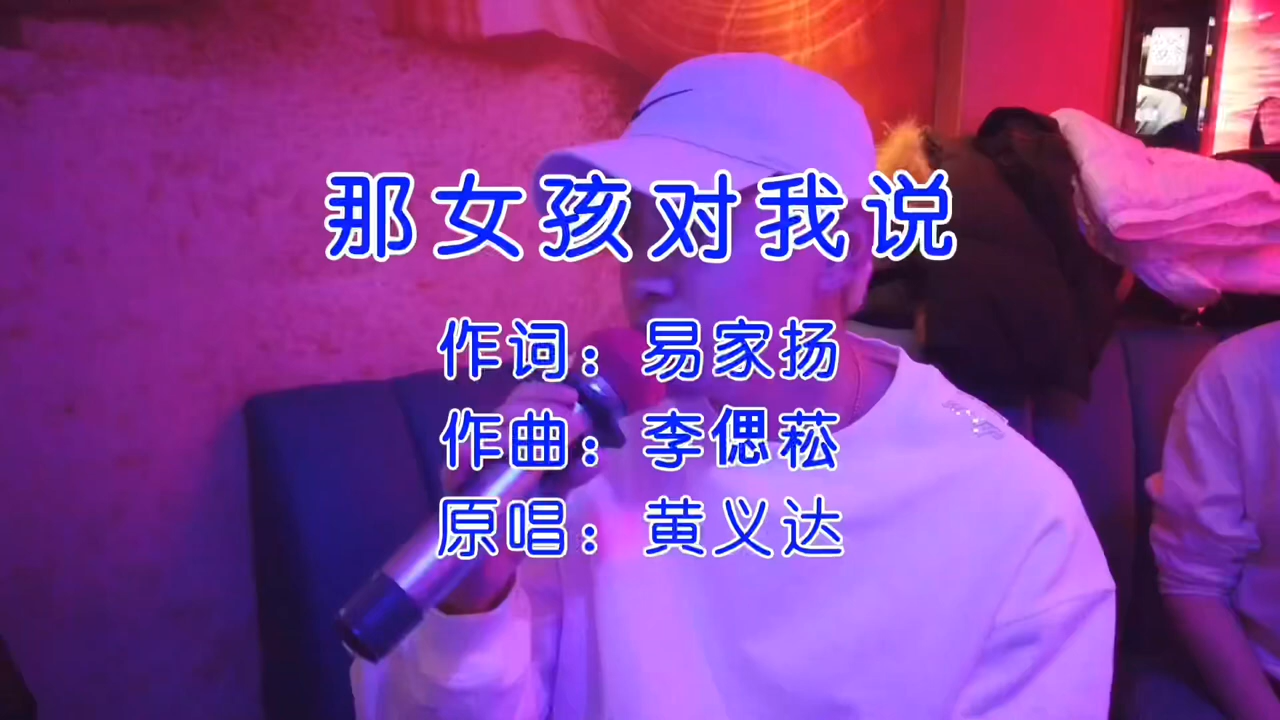 那女孩对我说
作词：易家扬
作曲：李偲菘
原唱：黄义达